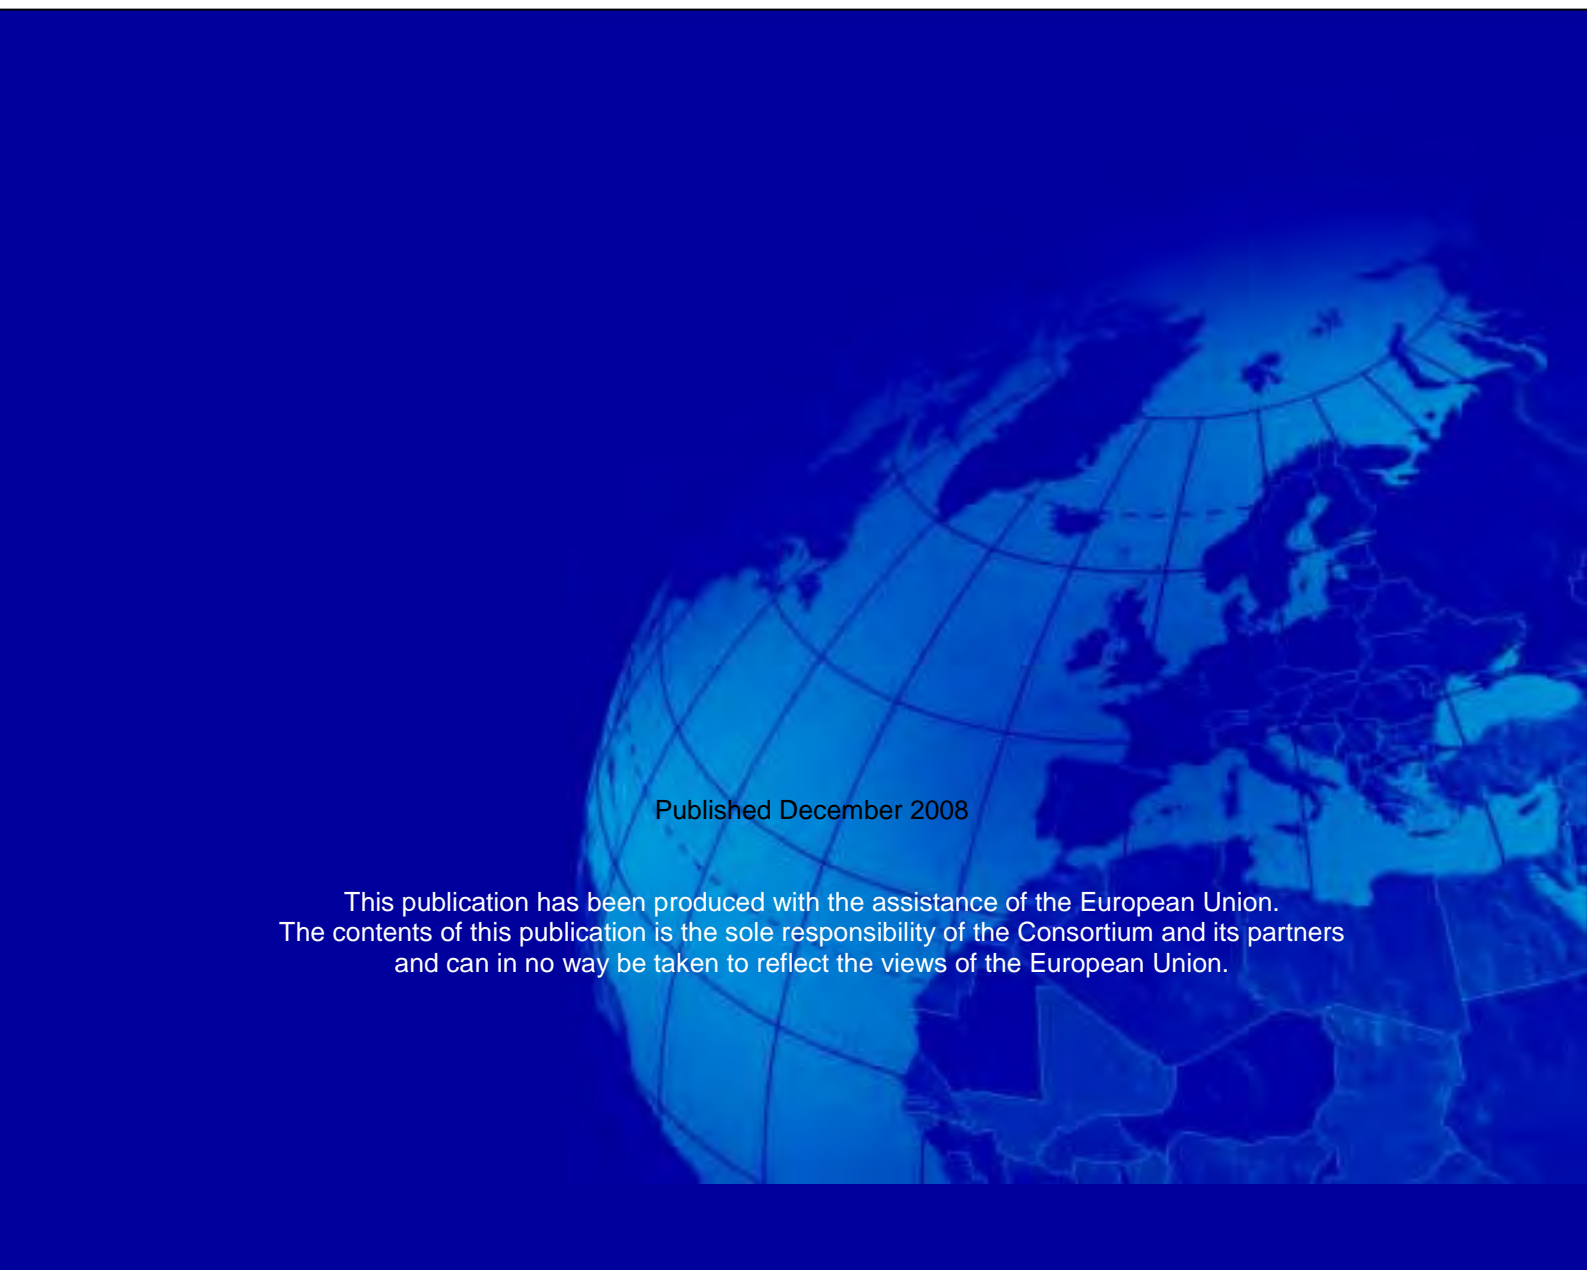 Published December 2008
This publication has been produced with the assistance of the European Union.
The contents of this publication is the sole responsibility of the Consortium and its partners
and can in no way be taken to reflect the views of the European Union.